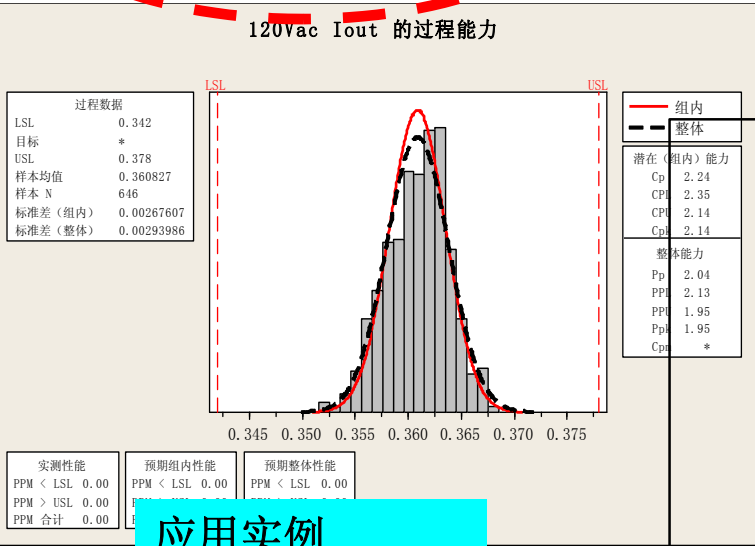 120Vac Iout 的过程能力
LSL
USL
过程数据
LSL 0.342
目标 *
USL 0.378
样本均值 0.360827
样本 N 646
标准差（组内） 0.00267607
标准差（整体） 0.00293986
组内
整体
潜在（组内）能力
Cp 2.24
CPL 2.35
CPU 2.14
Cpk 2.14
整体能力
Pp 2.04
PPL 2.13
PPU 1.95
Ppk 1.95
Cpm *
0.345 0.350 0.355 0.360 0.365 0.370 0.375
实测性能
PPM < LSL 0.00
PPM > USL 0.00
PPM 合计 0.00
预期组内性能
PPM < LSL 0.00
预期整体性能
PPM < LSL 0.00
应用实例